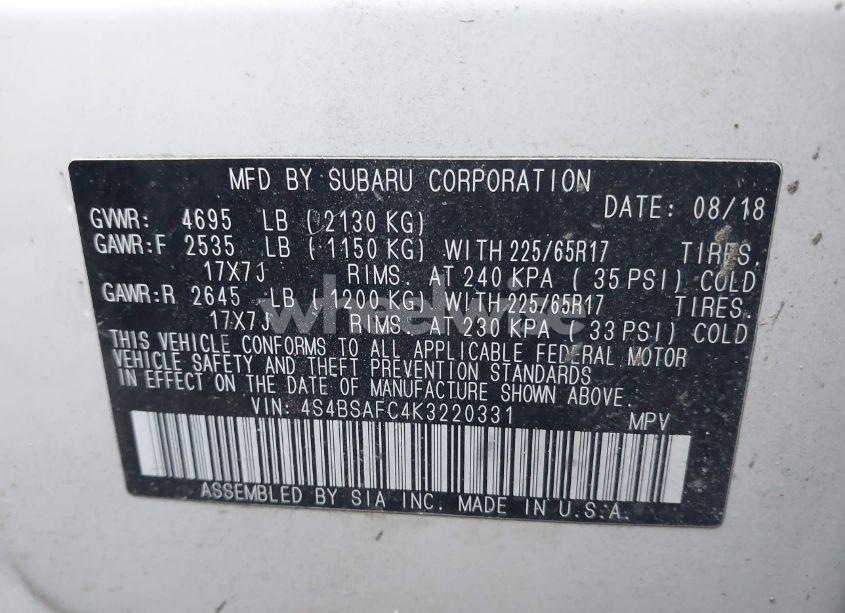 MFD BY SUBARU CORPORATION
DATE: 08/18
GVWR: 4695 LB (2130 KG)
GAWR:F 2535 LB (1150 KG) WITH 225/65R17 TIRES,
17X7J RIMS. AT 240 KPA ( 35 PSI) COLD
GAWR:R 2645 LB (1200 KG) WITH 225/65R17 TIRES.
17X7J RIMS. AT 230 KPA ( 33 PSI) COLD
THIS VEHICLE CONFORMS TO ALL APPLICABLE FEDERAL MOTOR
VEHICLE SAFETY AND THEFT PREVENTION STANDARDS
IN EFFECT ON THE DATE OF MANUFACTURE SHOWN ABOVE.
VIN: 4S4BSAFC4K3220331 MPV
ASSEMBLED BY SIA INC. MADE IN U.S.A.
wheelwire